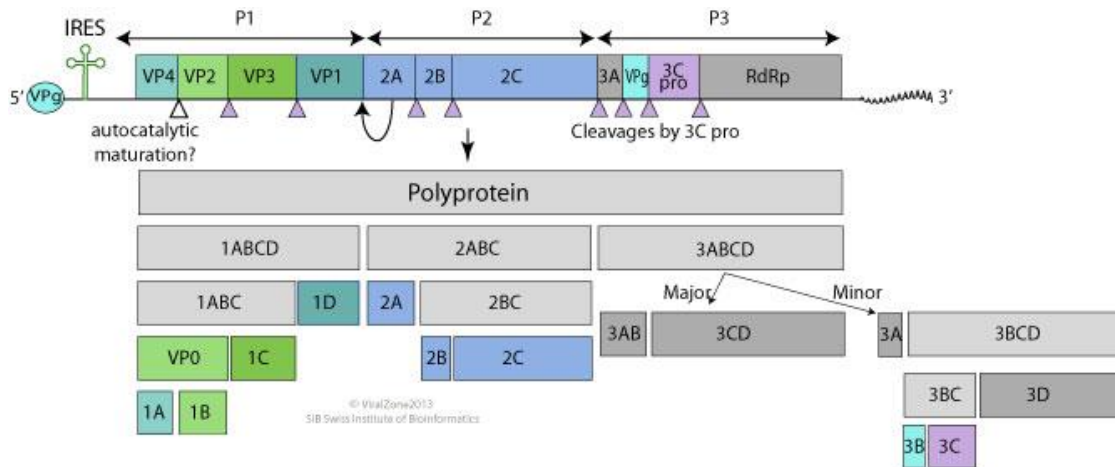 P1 P2 P3
IRES
VP4 VP2 VP3 VP1 2A 2B 2C 3A VPg 3C pro RdRp
5' VPg 3'
autocatalytic
maturation?
Cleavages by 3C pro
Polyprotein
1ABCD 2ABC 3ABCD
Major Minor
1ABC 1D 2A 2BC
3AB 3CD 3A 3BCD
VP0 1C 2B 2C
3BC 3D
1A 1B
© ViralZone2013
SIB Swiss Institute of Bioinformatics
3B 3C